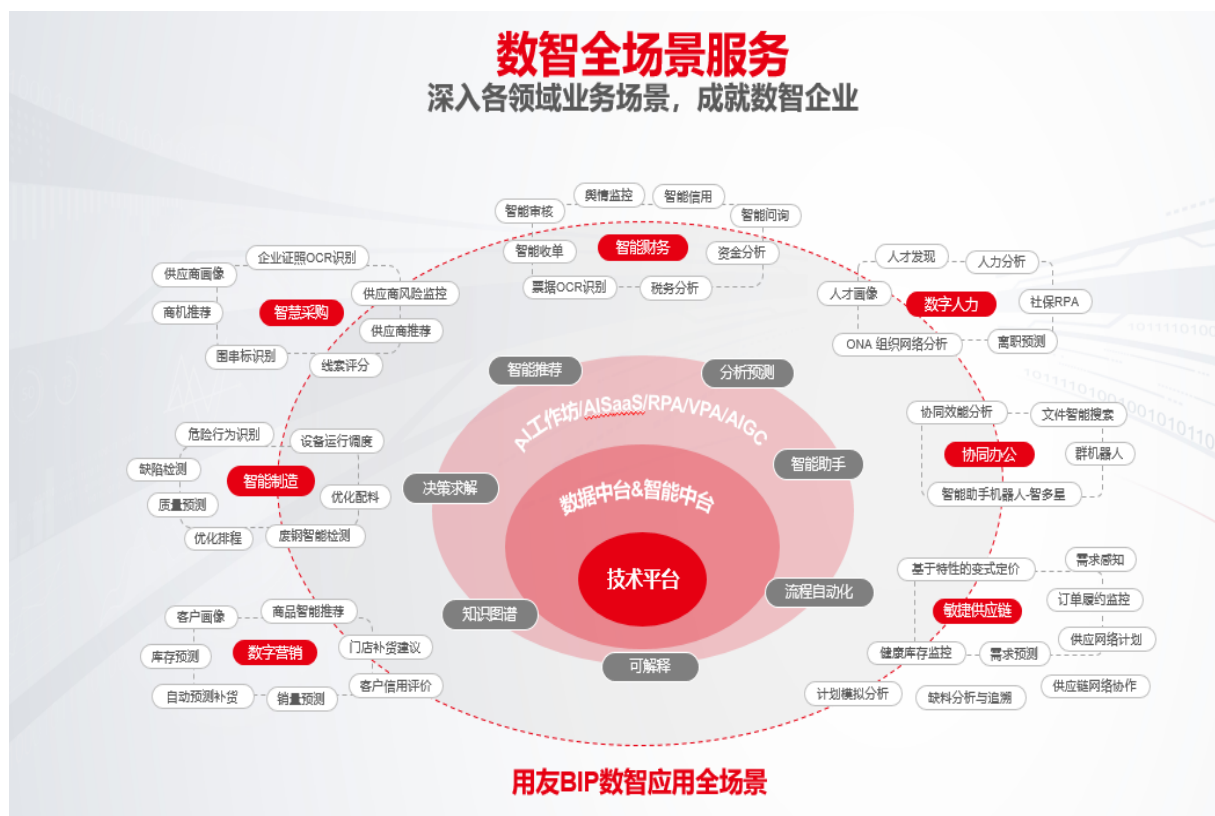 数智全场景服务
深入各领域业务场景，成就数智企业
舆情监控
智能信用
智能审核
智能问询
智能收单
智能财务
资金分析
票据OCR识别
税务分析
企业证照OCR识别
供应商画像
供应商风险监控
商机推荐
智慧采购
供应商推荐
围串标识别
线索评分
人才发现
人力分析
人才画像
数字人力
社保RPA
ONA 组织网络分析
离职预测
智能推荐
分析预测
AI工作坊/AISaaS/RPA/VPA/AIGC
决策求解
智能助手
数据中台&智能中台
技术平台
知识图谱
流程自动化
可解释
危险行为识别
设备运行调度
缺陷检测
智能制造
质量预测
优化配料
优化排程
废钢智能检测
协同效能分析
文件智能搜索
协同办公
群机器人
智能助手机器人-智多星
客户画像
商品智能推荐
库存预测
数字营销
门店补货建议
自动预测补货
销量预测
客户信用评价
基于特性的变式定价
需求感知
敏捷供应链
订单履约监控
健康库存监控
需求预测
供应网络计划
计划模拟分析
缺料分析与追溯
供应链网络协作
用友BIP数智应用全场景